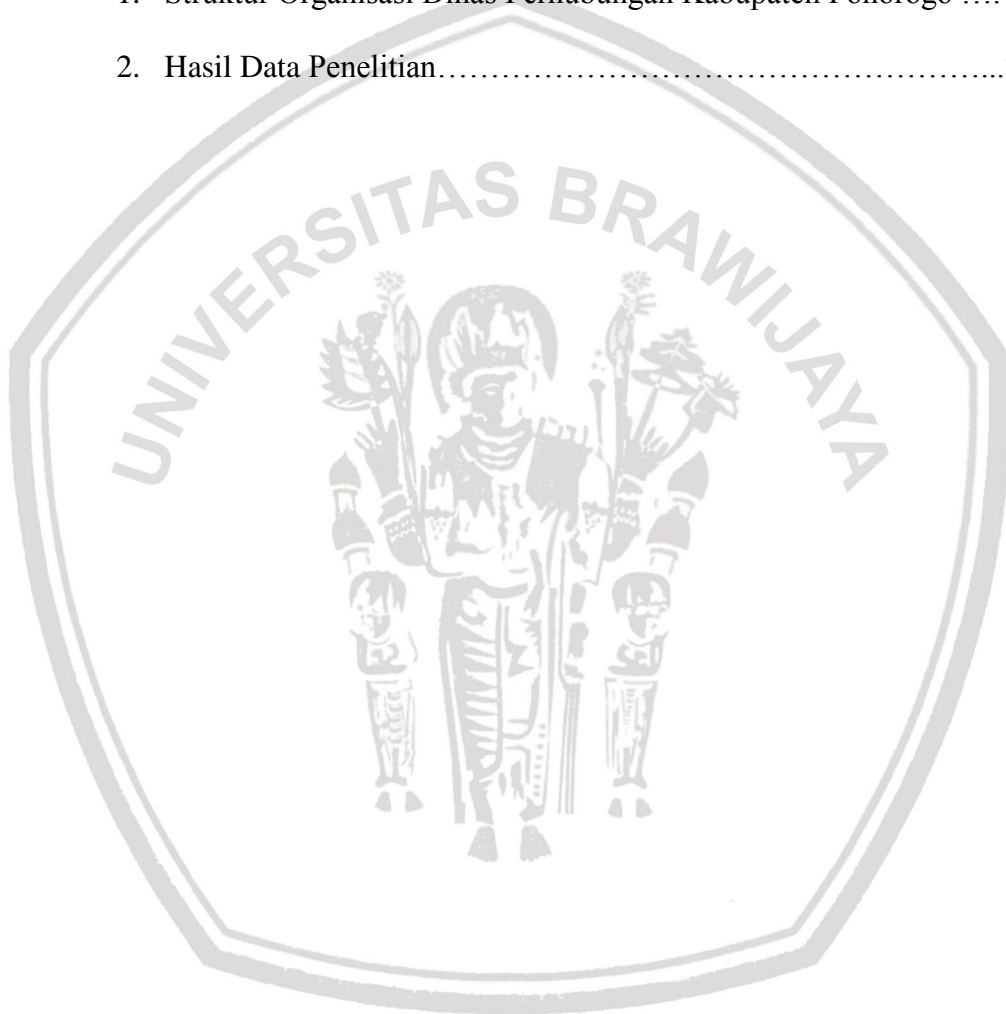 1. Struktur Organisasi Dinas Perhubungan Kabupaten Ponorogo ….
2. Hasil Data Penelitian………………………………………………………..
UNIVERSITAS BRAWIJAYA